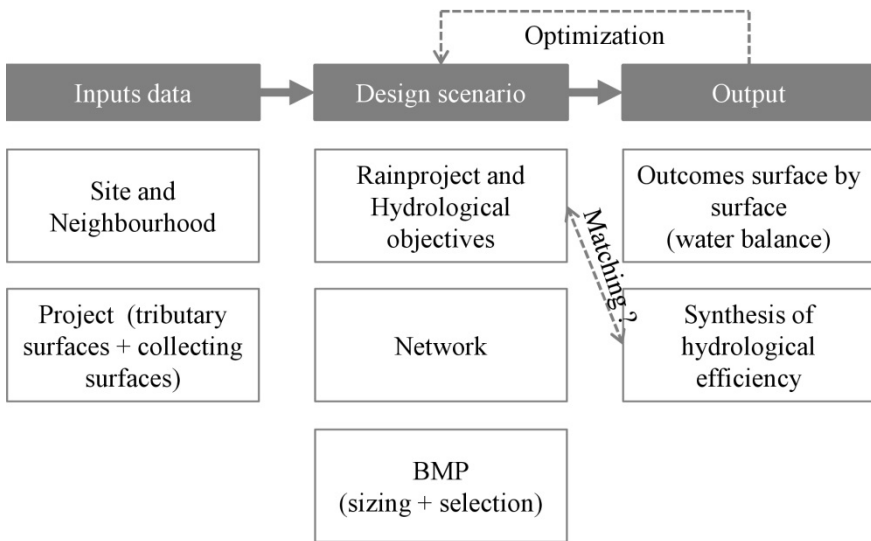 Optimization
Inputs data
Design scenario
Output
Site and
Neighbourhood
Rainproject and
Hydrological
objectives
Outcomes surface by
surface
(water balance)
Matching ?
Project (tributary
surfaces + collecting
surfaces)
Network
Synthesis of
hydrological
efficiency
BMP
(sizing + selection)